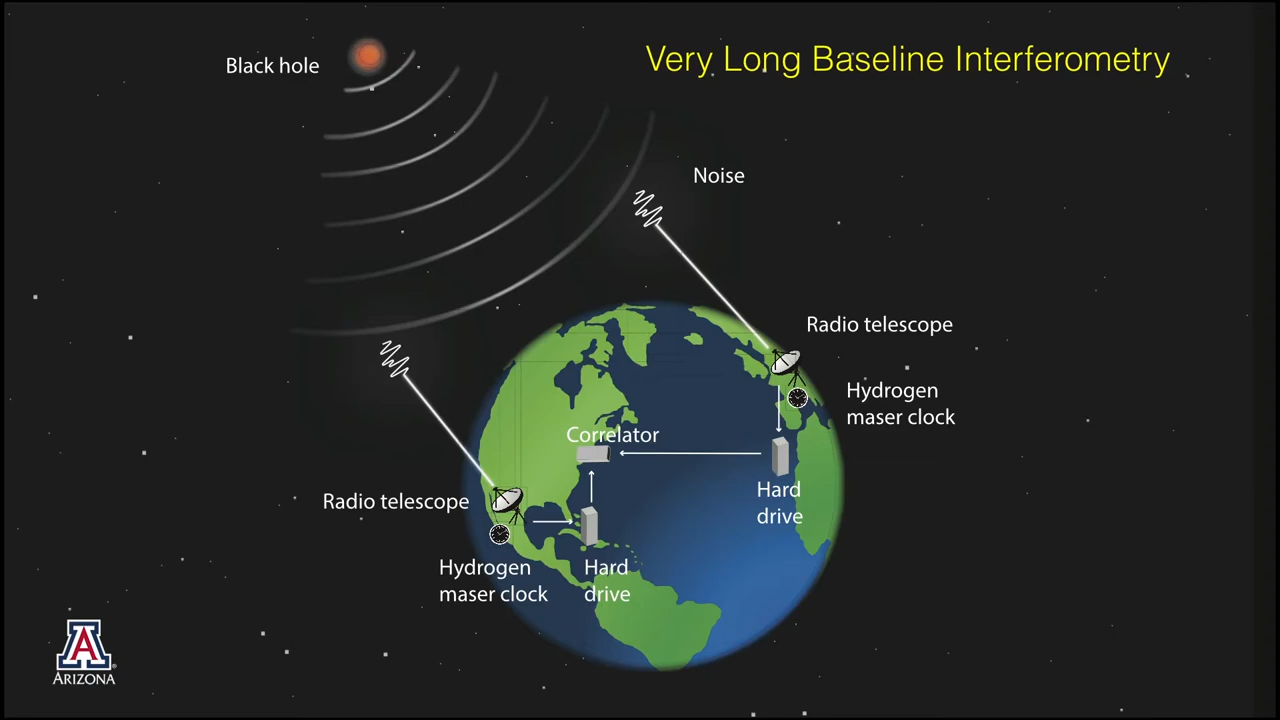 Very Long Baseline Interferometry
Black hole
Noise
Radio telescope
Hydrogen
maser clock
Correlator
Hard
drive
Radio telescope
Hydrogen
maser clock
Hard
drive
A
ARIZONA